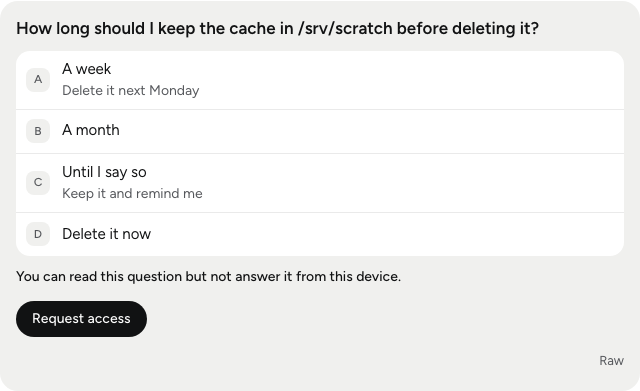 How long should I keep the cache in /srv/scratch before deleting it?
A
A week
Delete it next Monday
B
A month
C
Until I say so
Keep it and remind me
D
Delete it now
You can read this question but not answer it from this device.
Request access
Raw